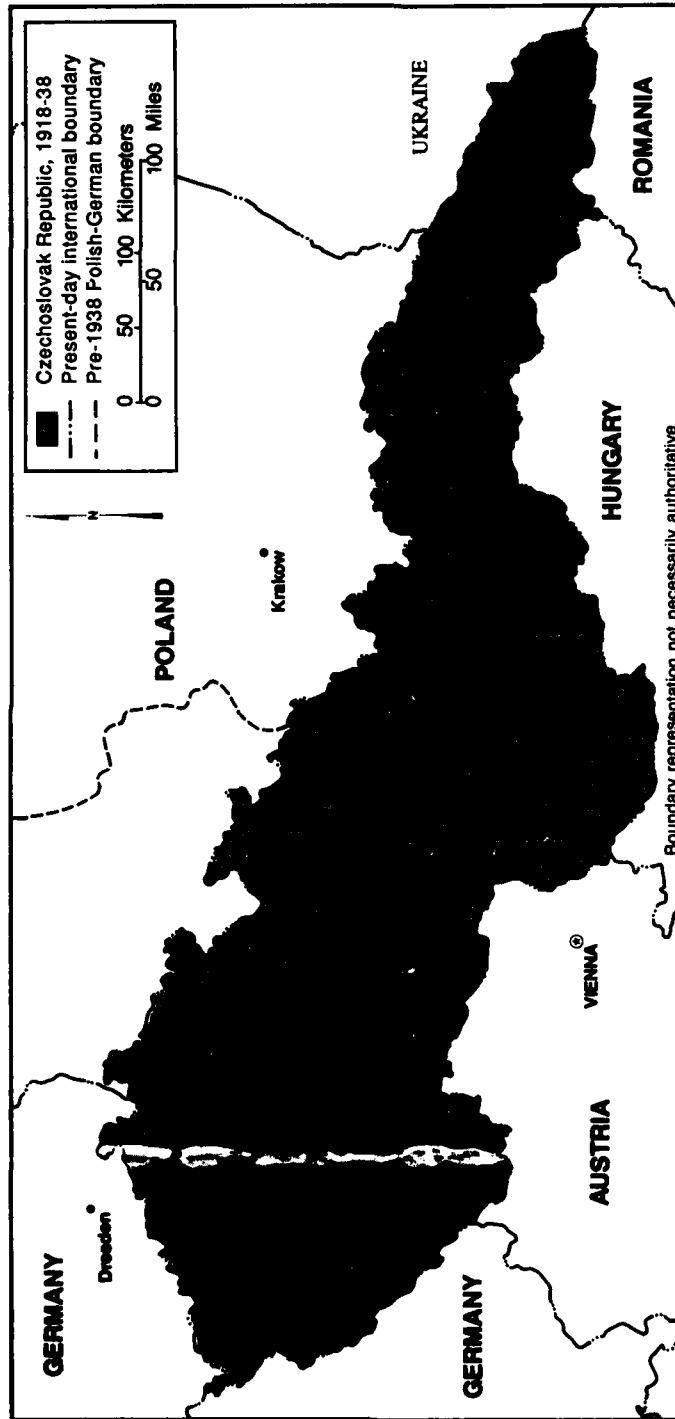 Czechoslovak Republic, 1918-38
Present-day international boundary
Pre-1938 Polish-German boundary
0 50 100 Kilometers
0 50 100 Miles
N
GERMANY
Dresden
POLAND
Krakow
UKRAINE
GERMANY
AUSTRIA
VIENNA
HUNGARY
ROMANIA
Boundary representation not necessarily authoritative